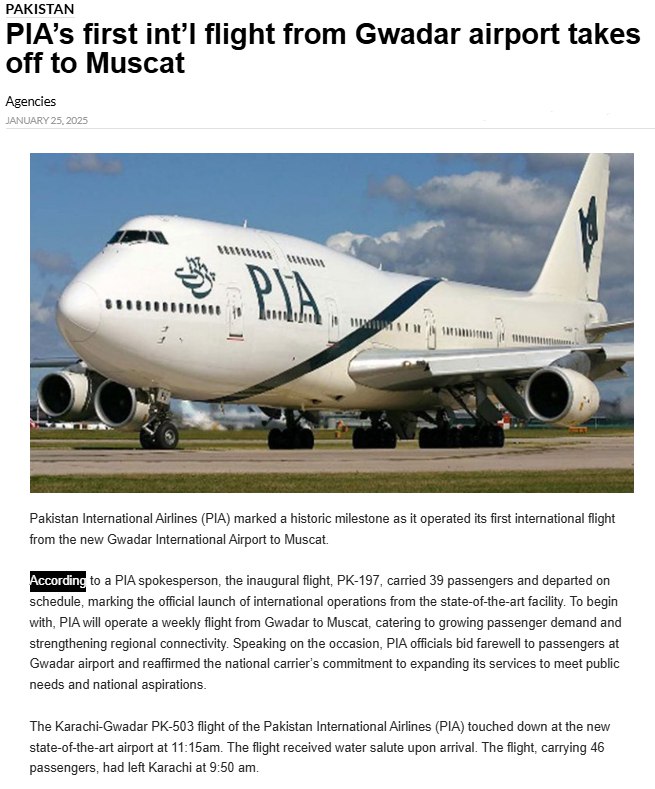 PAKISTAN
PIA’s first int’l flight from Gwadar airport takes
off to Muscat
Agencies
JANUARY 25, 2025
PIA
Pakistan International Airlines (PIA) marked a historic milestone as it operated its first international flight
from the new Gwadar International Airport to Muscat.
According to a PIA spokesperson, the inaugural flight, PK-197, carried 39 passengers and departed on
schedule, marking the official launch of international operations from the state-of-the-art facility. To begin
with, PIA will operate a weekly flight from Gwadar to Muscat, catering to growing passenger demand and
strengthening regional connectivity. Speaking on the occasion, PIA officials bid farewell to passengers at
Gwadar airport and reaffirmed the national carrier’s commitment to expanding its services to meet public
needs and national aspirations.
The Karachi-Gwadar PK-503 flight of the Pakistan International Airlines (PIA) touched down at the new
state-of-the-art airport at 11:15am. The flight received water salute upon arrival. The flight, carrying 46
passengers, had left Karachi at 9:50 am.